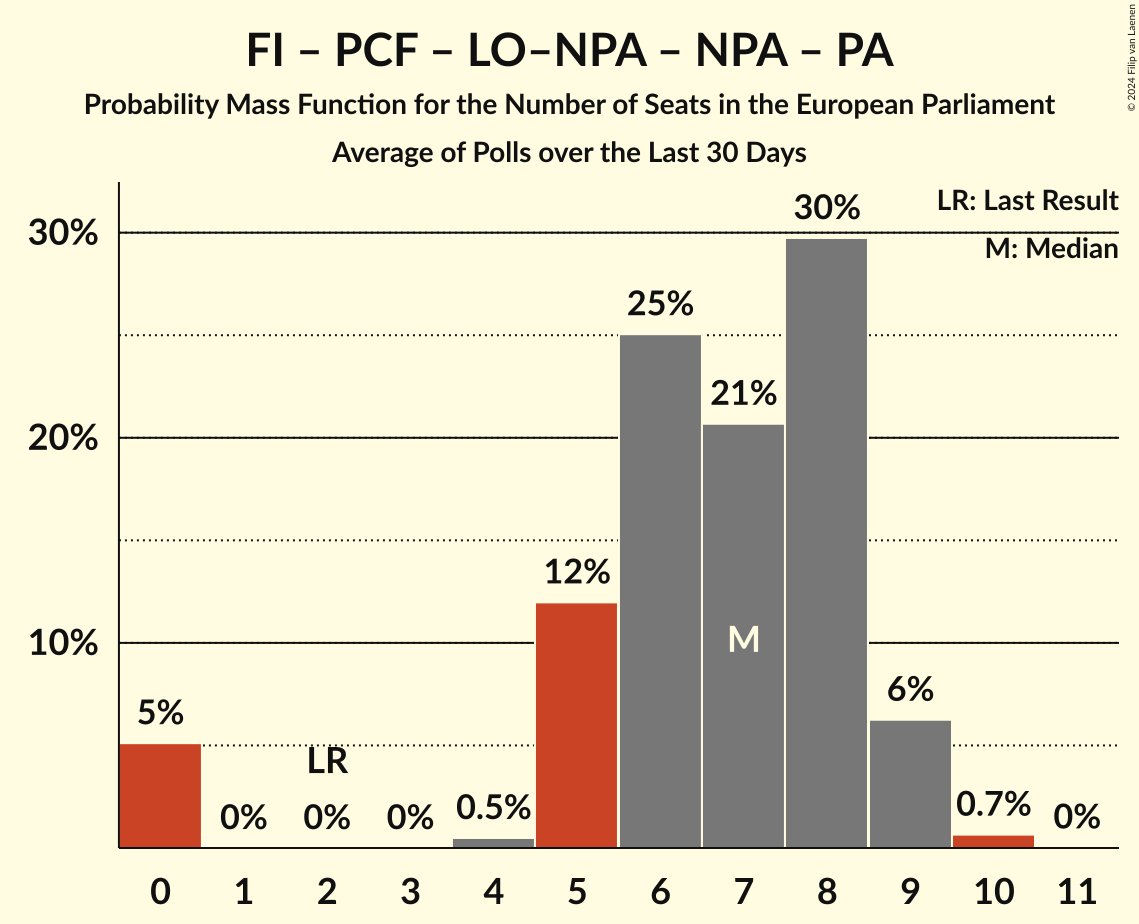 FI – PCF – LO–NPA – NPA – PA
Probability Mass Function for the Number of Seats in the European Parliament
Average of Polls over the Last 30 Days
© 2024 Filip van Laenen
LR: Last Result
M: Median
30%
20%
10%
5%
0%
LR
0%
0%
0.5%
12%
25%
21%
M
30%
6%
0.7%
0%
0 1 2 3 4 5 6 7 8 9 10 11